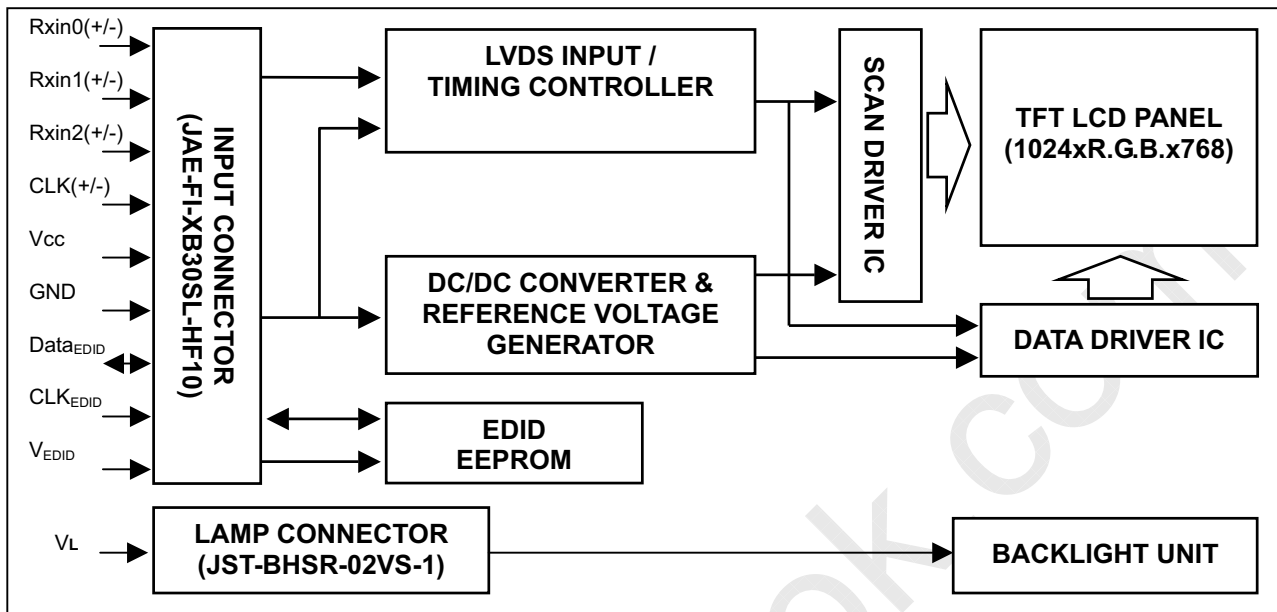 Rxin0(+/-)
Rxin1(+/-)
Rxin2(+/-)
CLK(+/-)
Vcc
GND
DataEDID
CLKEDID
VEDID
VL
INPUT CONNECTOR
(JAE-FI-XB30SL-HF10)
LVDS INPUT /
TIMING CONTROLLER
DC/DC CONVERTER &
REFERENCE VOLTAGE
GENERATOR
EDID
EEPROM
LAMP CONNECTOR
(JST-BHSR-02VS-1)
SCAN DRIVER IC
TFT LCD PANEL
(1024xR.G.B.x768)
DATA DRIVER IC
BACKLIGHT UNIT